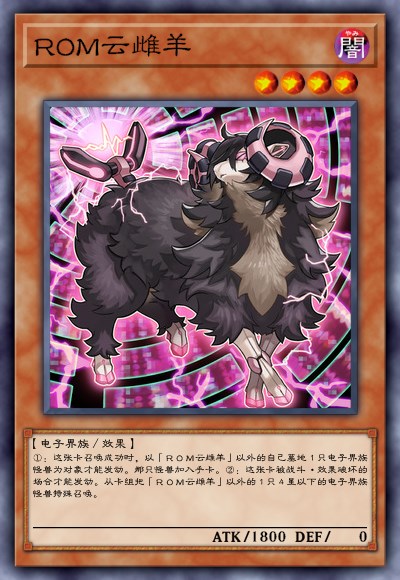 ROM云雌羊
やみ
闇
【电子界族／效果】
①：这张卡召唤成功时，以「ROM云雌羊」以外的自己墓地1只电子界族
怪兽为对象才能发动。那只怪兽加入手卡。②：这张卡被战斗·效果破坏的
场合才能发动。从卡组把「ROM云雌羊」以外的1只4星以下的电子界族
怪兽特殊召唤。
ATK/1800 DEF/ 0